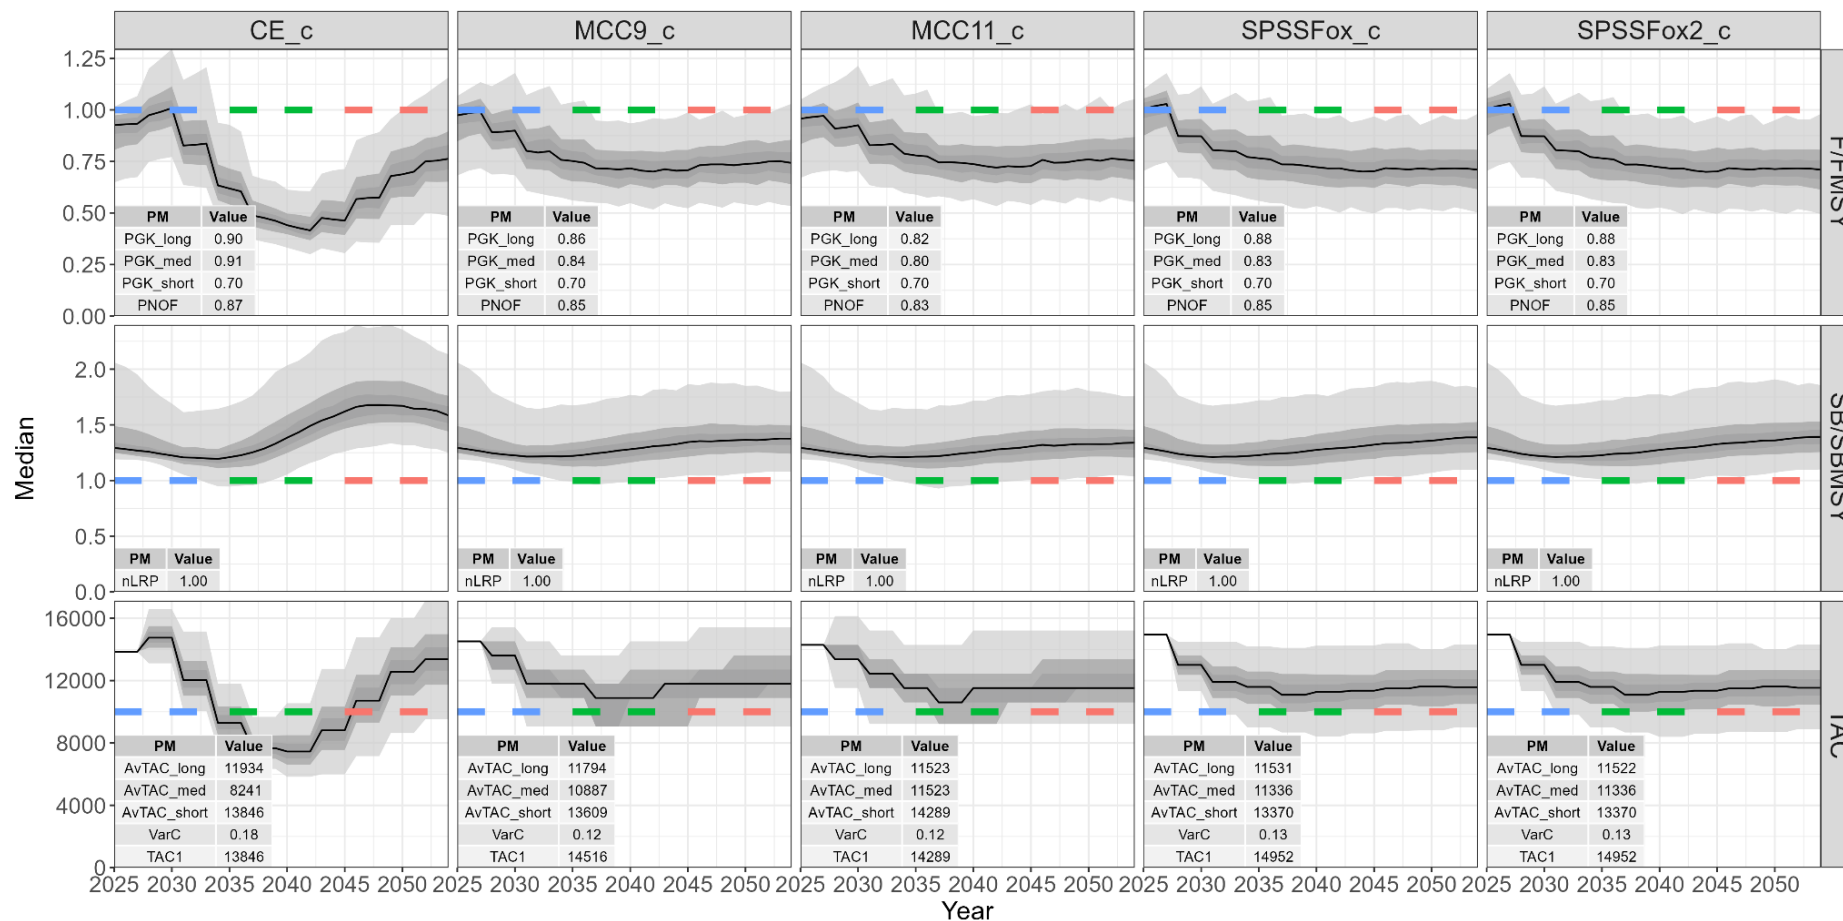 CE_c MCC9_c MCC11_c SPSSFox_c SPSSFox2_c
1.25
1.00
0.75
0.50
0.25
0.00
F/FMSY
PM Value
PGK_long 0.90
PGK_med 0.91
PGK_short 0.70
PNOF 0.87
PM Value
PGK_long 0.86
PGK_med 0.84
PGK_short 0.70
PNOF 0.85
PM Value
PGK_long 0.82
PGK_med 0.80
PGK_short 0.70
PNOF 0.83
PM Value
PGK_long 0.88
PGK_med 0.83
PGK_short 0.70
PNOF 0.85
PM Value
PGK_long 0.88
PGK_med 0.83
PGK_short 0.70
PNOF 0.85
Median
2.0
1.5
1.0
0.5
0.0
SB/SBMSY
PM Value
nLRP 1.00
PM Value
nLRP 1.00
PM Value
nLRP 1.00
PM Value
nLRP 1.00
PM Value
nLRP 1.00
16000
12000
8000
4000
0
TAC
PM Value
AvTAC_long 11934
AvTAC_med 8241
AvTAC_short 13846
VarC 0.18
TAC1 13846
PM Value
AvTAC_long 11794
AvTAC_med 10887
AvTAC_short 13609
VarC 0.12
TAC1 14516
PM Value
AvTAC_long 11523
AvTAC_med 11523
AvTAC_short 14289
VarC 0.12
TAC1 14289
PM Value
AvTAC_long 11531
AvTAC_med 11336
AvTAC_short 13370
VarC 0.13
TAC1 14952
PM Value
AvTAC_long 11522
AvTAC_med 11336
AvTAC_short 13370
VarC 0.13
TAC1 14952
2025 2030 2035 2040 2045 2050 2025 2030 2035 2040 2045 2050 2025 2030 2035 2040 2045 2050 2025 2030 2035 2040 2045 2050 2025 2030 2035 2040 2045 2050
Year